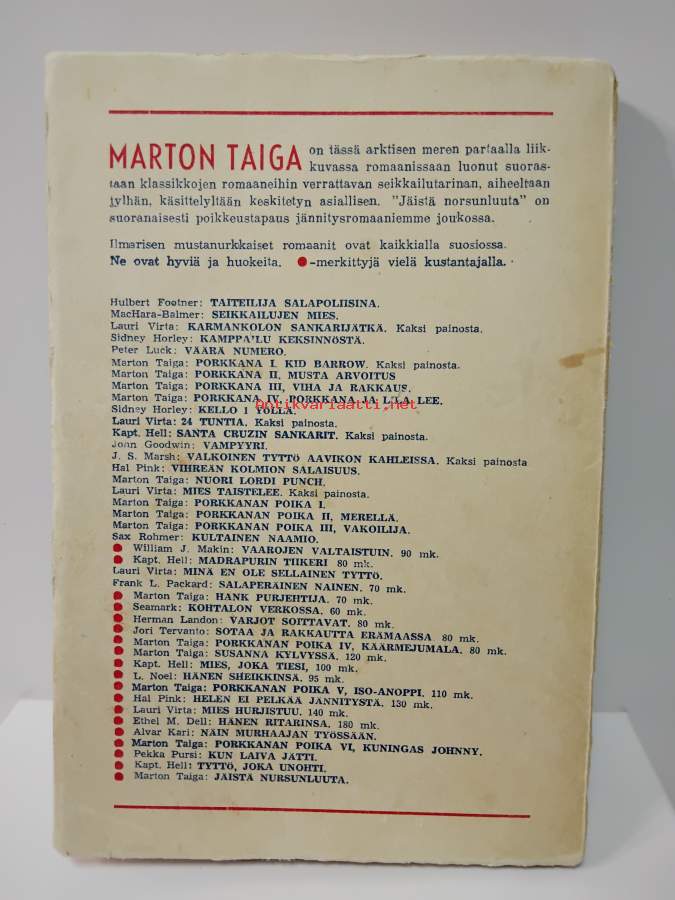 MARTON TAIGA on tässä arktisen meren partaalla liik-
kuvassa romaanissaan luonut suoras-
taan klassikkojen romaaneihin verrattavan seikkailutarinan, aiheeltaan
jylhän, käsittelyltään keskitetyn asiallisen. "Jäistä norsunluuta" on
suoranaisesti poikkeustapaus jännitysromaaniemme joukossa.
Ilmarisen mustanurkkaiset romaanit ovat kaikkialla suosiossa.
Ne ovat hyviä ja huokeita. ●-merkittyjä vielä kustantajalla.
Hulbert Footner: TAITEILIJA SALAPOLIISINA.
MacHara-Balmer: SEIKKAILUJEN MIES.
Lauri Virta: KARMANKOLON SANKARIJÄTKÄ. Kaksi painosta.
Sidney Horley: KAMPPAILU KEKSINNÖSTÄ.
Peter Luck: VÄÄRÄ NUMERO.
Marton Taiga: PORKKANA I. KID BARROW. Kaksi painosta.
Marton Taiga: PORKKANA II, MUSTA ARVOITUS
Marton Taiga: PORKKANA III, VIHA JA RAKKAUS.
Marton Taiga: PORKKANA IV, PORKKANA JA LEE.
antikvariaatti.net
Sidney Horley: KELLO 1 YÖLLÄ.
Lauri Virta: 24 TUNTIA. Kaksi painosta.
Kapt. Hell: SANTA CRUZIN SANKARIT. Kaksi painosta.
John Goodwin: VAMPYYRI.
J. S. Marsh: VALKOINEN TYTTÖ AAVIKON KAHLEISSA. Kaksi painosta
Hal Pink: VIHREÄN KOLMION SALAISUUS.
Marton Taiga: NUORI LORDI PUNCH.
Lauri Virta: MIES TAISTELEE. Kaksi painosta.
Marton Taiga: PORKKANAN POIKA I.
Marton Taiga: PORKKANAN POIKA II, MERELLÄ.
Marton Taiga: PORKKANAN POIKA III, VAKOILIJA.
Sax Rohmer: KULTAINEN NAAMIO.
● William J. Makin: VAAROJEN VALTAISTUIN. 90 mk.
● Kapt. Hell: MADRAPURIN TIIKERI 80 mk.
Lauri Virta: MINÄ EN OLE SELLAINEN TYTTÖ.
Frank L. Packard: SALAPERÄINEN NAINEN. 70 mk.
● Marton Taiga: HANK PURJEHTIJA. 70 mk.
● Seamark: KOHTALON VERKOSSA. 60 mk.
● Herman Landon: VARJOT SOITTAVAT. 80 mk.
● Jori Tervanto: SOTAA JA RAKKAUTTA ERÄMAASSA 80 mk.
● Marton Taiga: PORKKANAN POIKA IV, KÄÄRMEJUMALA. 80 mk.
● Marton Taiga: SUSANNA KYLVYSSÄ. 120 mk.
● Kapt. Hell: MIES, JOKA TIESI, 100 mk.
● L. Noel: HÄNEN SHEIKKINSÄ. 95 mk.
● Marton Taiga: PORKKANAN POIKA V, ISO-ANOPPI. 110 mk.
● Hal Pink: HELEN EI PELKÄÄ JÄNNITYSTÄ. 130 mk.
● Lauri Virta: MIES HURJISTUU. 140 mk.
● Ethel M. Dell: HÄNEN RITARINSA. 180 mk.
● Alvar Kari: NÄIN MURHAAJAN TYÖSSÄÄN.
● Marton Taiga: PORKKANAN POIKA VI, KUNINGAS JOHNNY.
● Pekka Pursi: KUN LAIVA JÄTTI.
● Kapt. Hell: TYTTÖ, JOKA UNOHTI.
● Marton Taiga: JÄISTÄ NURSUNLUUTA.